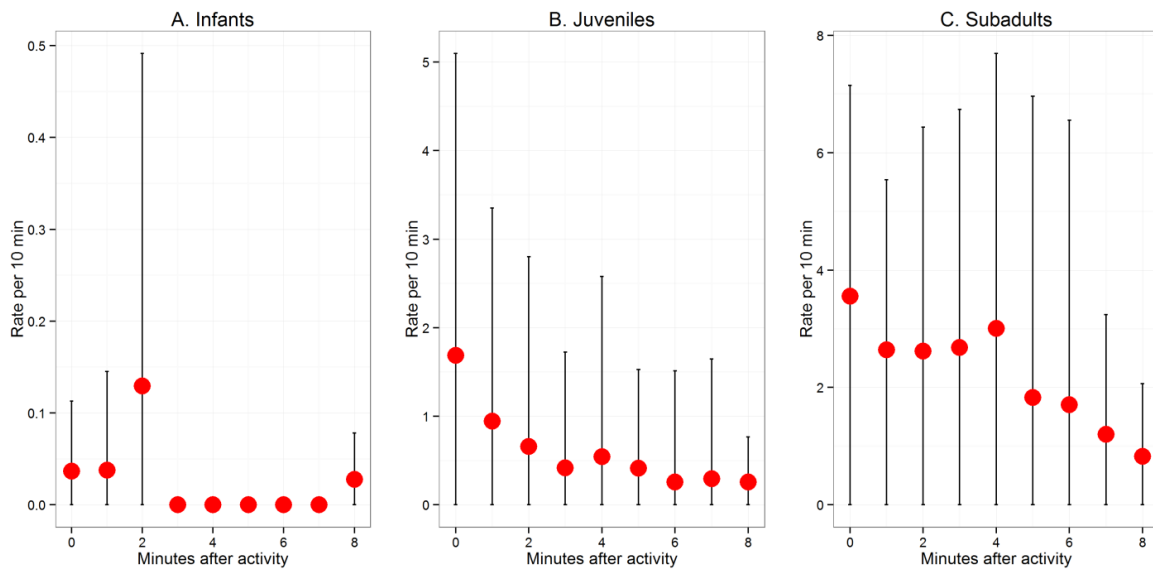 A. Infants
0.5
0.4
0.3
0.2
0.1
0.0
Rate per 10 min
0 2 4 6 8
Minutes after activity
B. Juveniles
5
4
3
2
1
0
Rate per 10 min
0 2 4 6 8
Minutes after activity
C. Subadults
8
6
4
2
0
Rate per 10 min
0 2 4 6 8
Minutes after activity